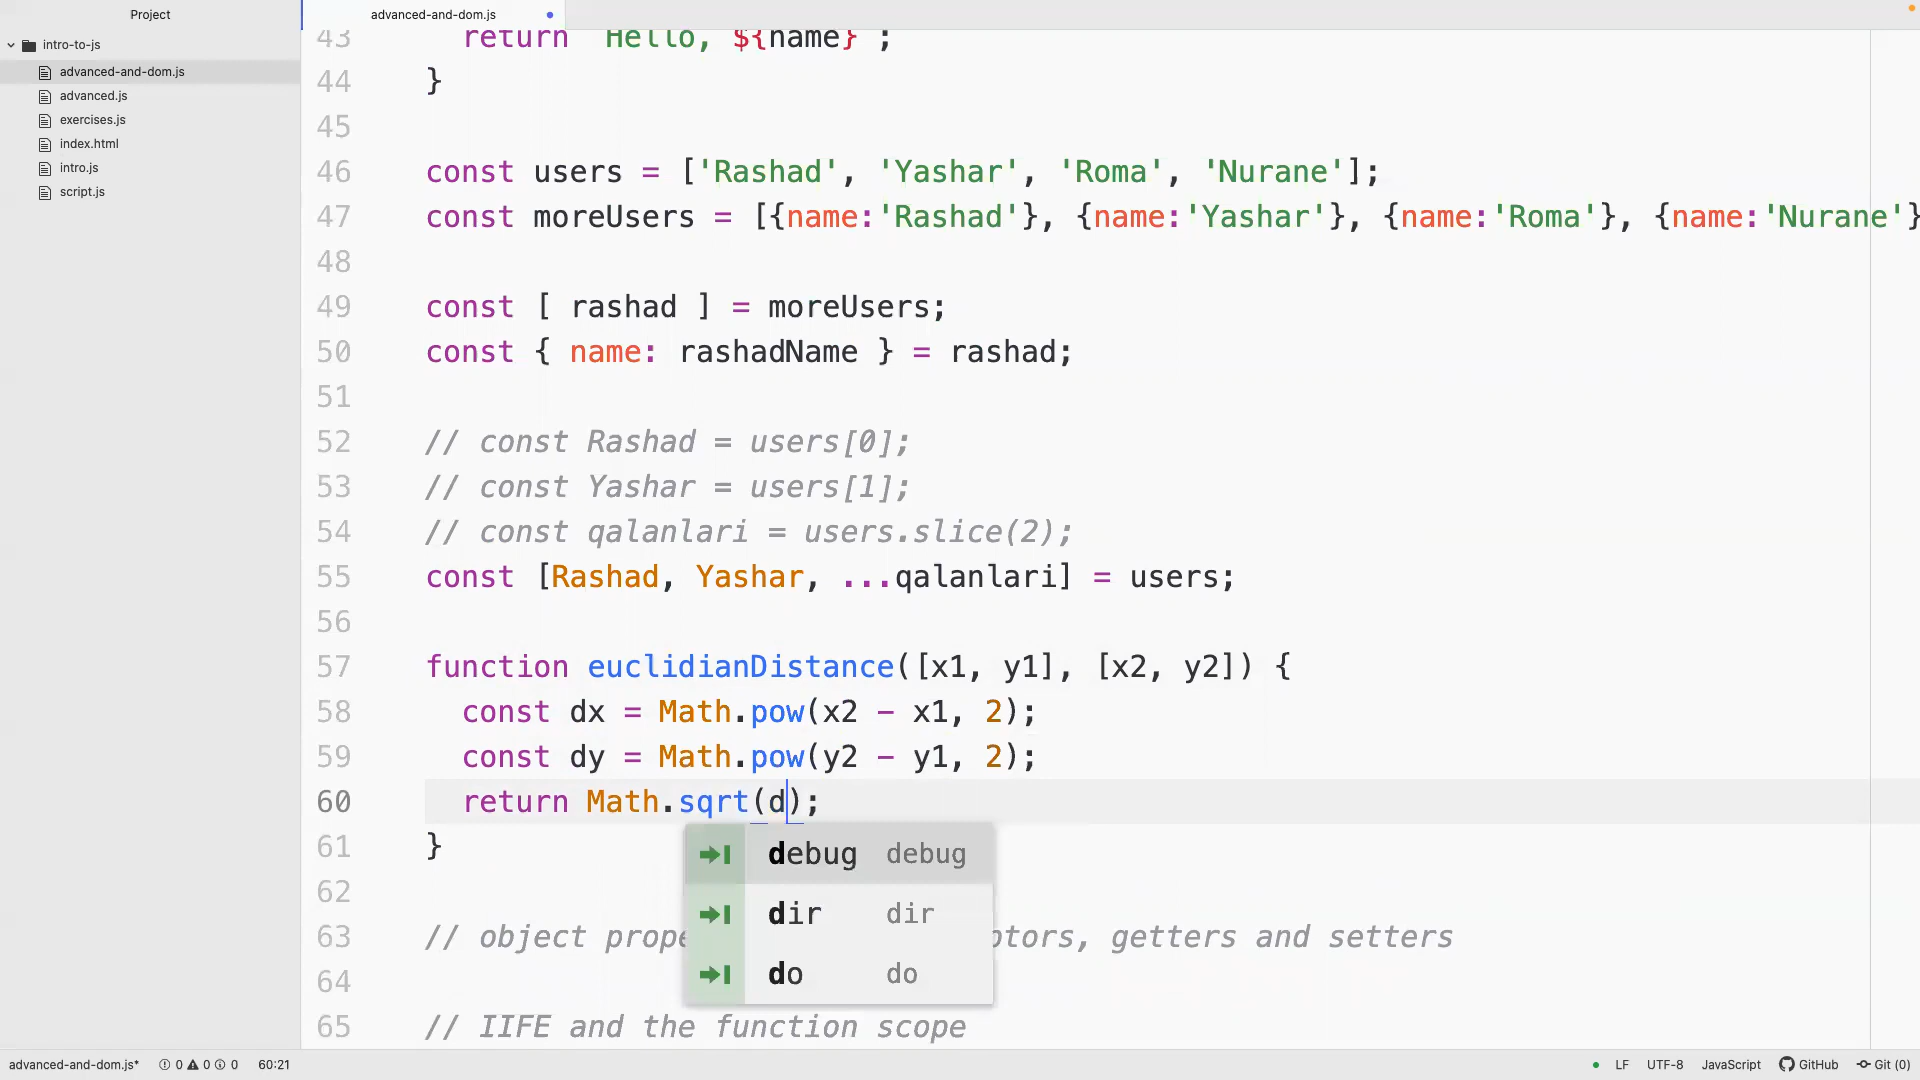 Project
advanced-and-dom.js
intro-to-js
advanced-and-dom.js
advanced.js
exercises.js
index.html
intro.js
script.js
43 return `Hello, ${name}`;
44 }
45
46 const users = ['Rashad', 'Yashar', 'Roma', 'Nurane'];
47 const moreUsers = [{name:'Rashad'}, {name:'Yashar'}, {name:'Roma'}, {name:'Nurane'}
48
49 const [ rashad ] = moreUsers;
50 const { name: rashadName } = rashad;
51
52 // const Rashad = users[0];
53 // const Yashar = users[1];
54 // const qalanlari = users.slice(2);
55 const [Rashad, Yashar, ...qalanlari] = users;
56
57 function euclidianDistance([x1, y1], [x2, y2]) {
58 const dx = Math.pow(x2 - x1, 2);
59 const dy = Math.pow(y2 - y1, 2);
60 return Math.sqrt(d);
61 }
debug debug
62
dir dir
63 // object prope ptors, getters and setters
do do
64
65 // IIFE and the function scope
advanced-and-dom.js* 0 0 0 60:21
LF UTF-8 JavaScript GitHub Git (0)